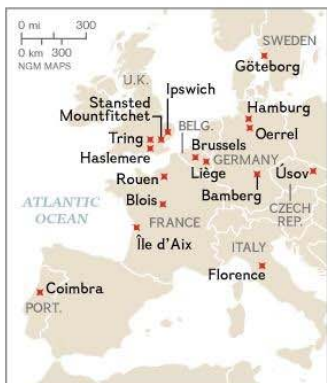 0 mi 300
0 km 300
NGM MAPS
SWEDEN
Göteborg
U.K.
Ipswich
Stansted
Mountfitchet
Hamburg
BELG.
Oerrel
Tring
Brussels
Haslemere
GERMANY
Rouen
Liège
Úsov
ATLANTIC
OCEAN
Blois
Bamberg
CZECH
REP.
FRANCE
Île d'Aix
ITALY
Florence
Coimbra
PORT.